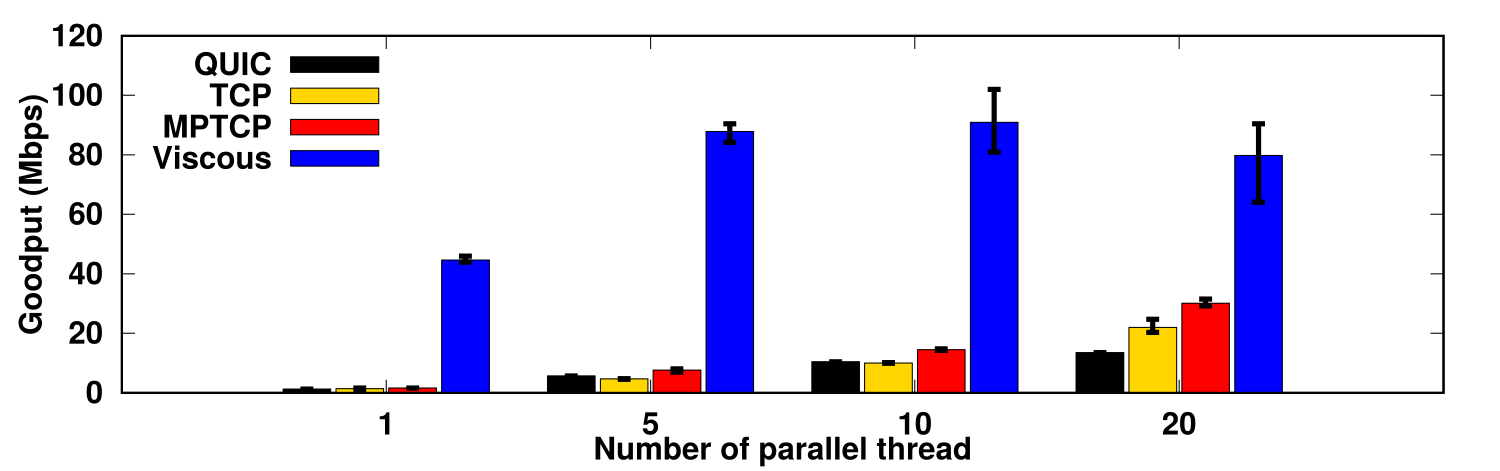 120
100
80
60
40
20
0
Goodput (Mbps)
QUIC
TCP
MPTCP
Viscous
1 5 10 20
Number of parallel thread